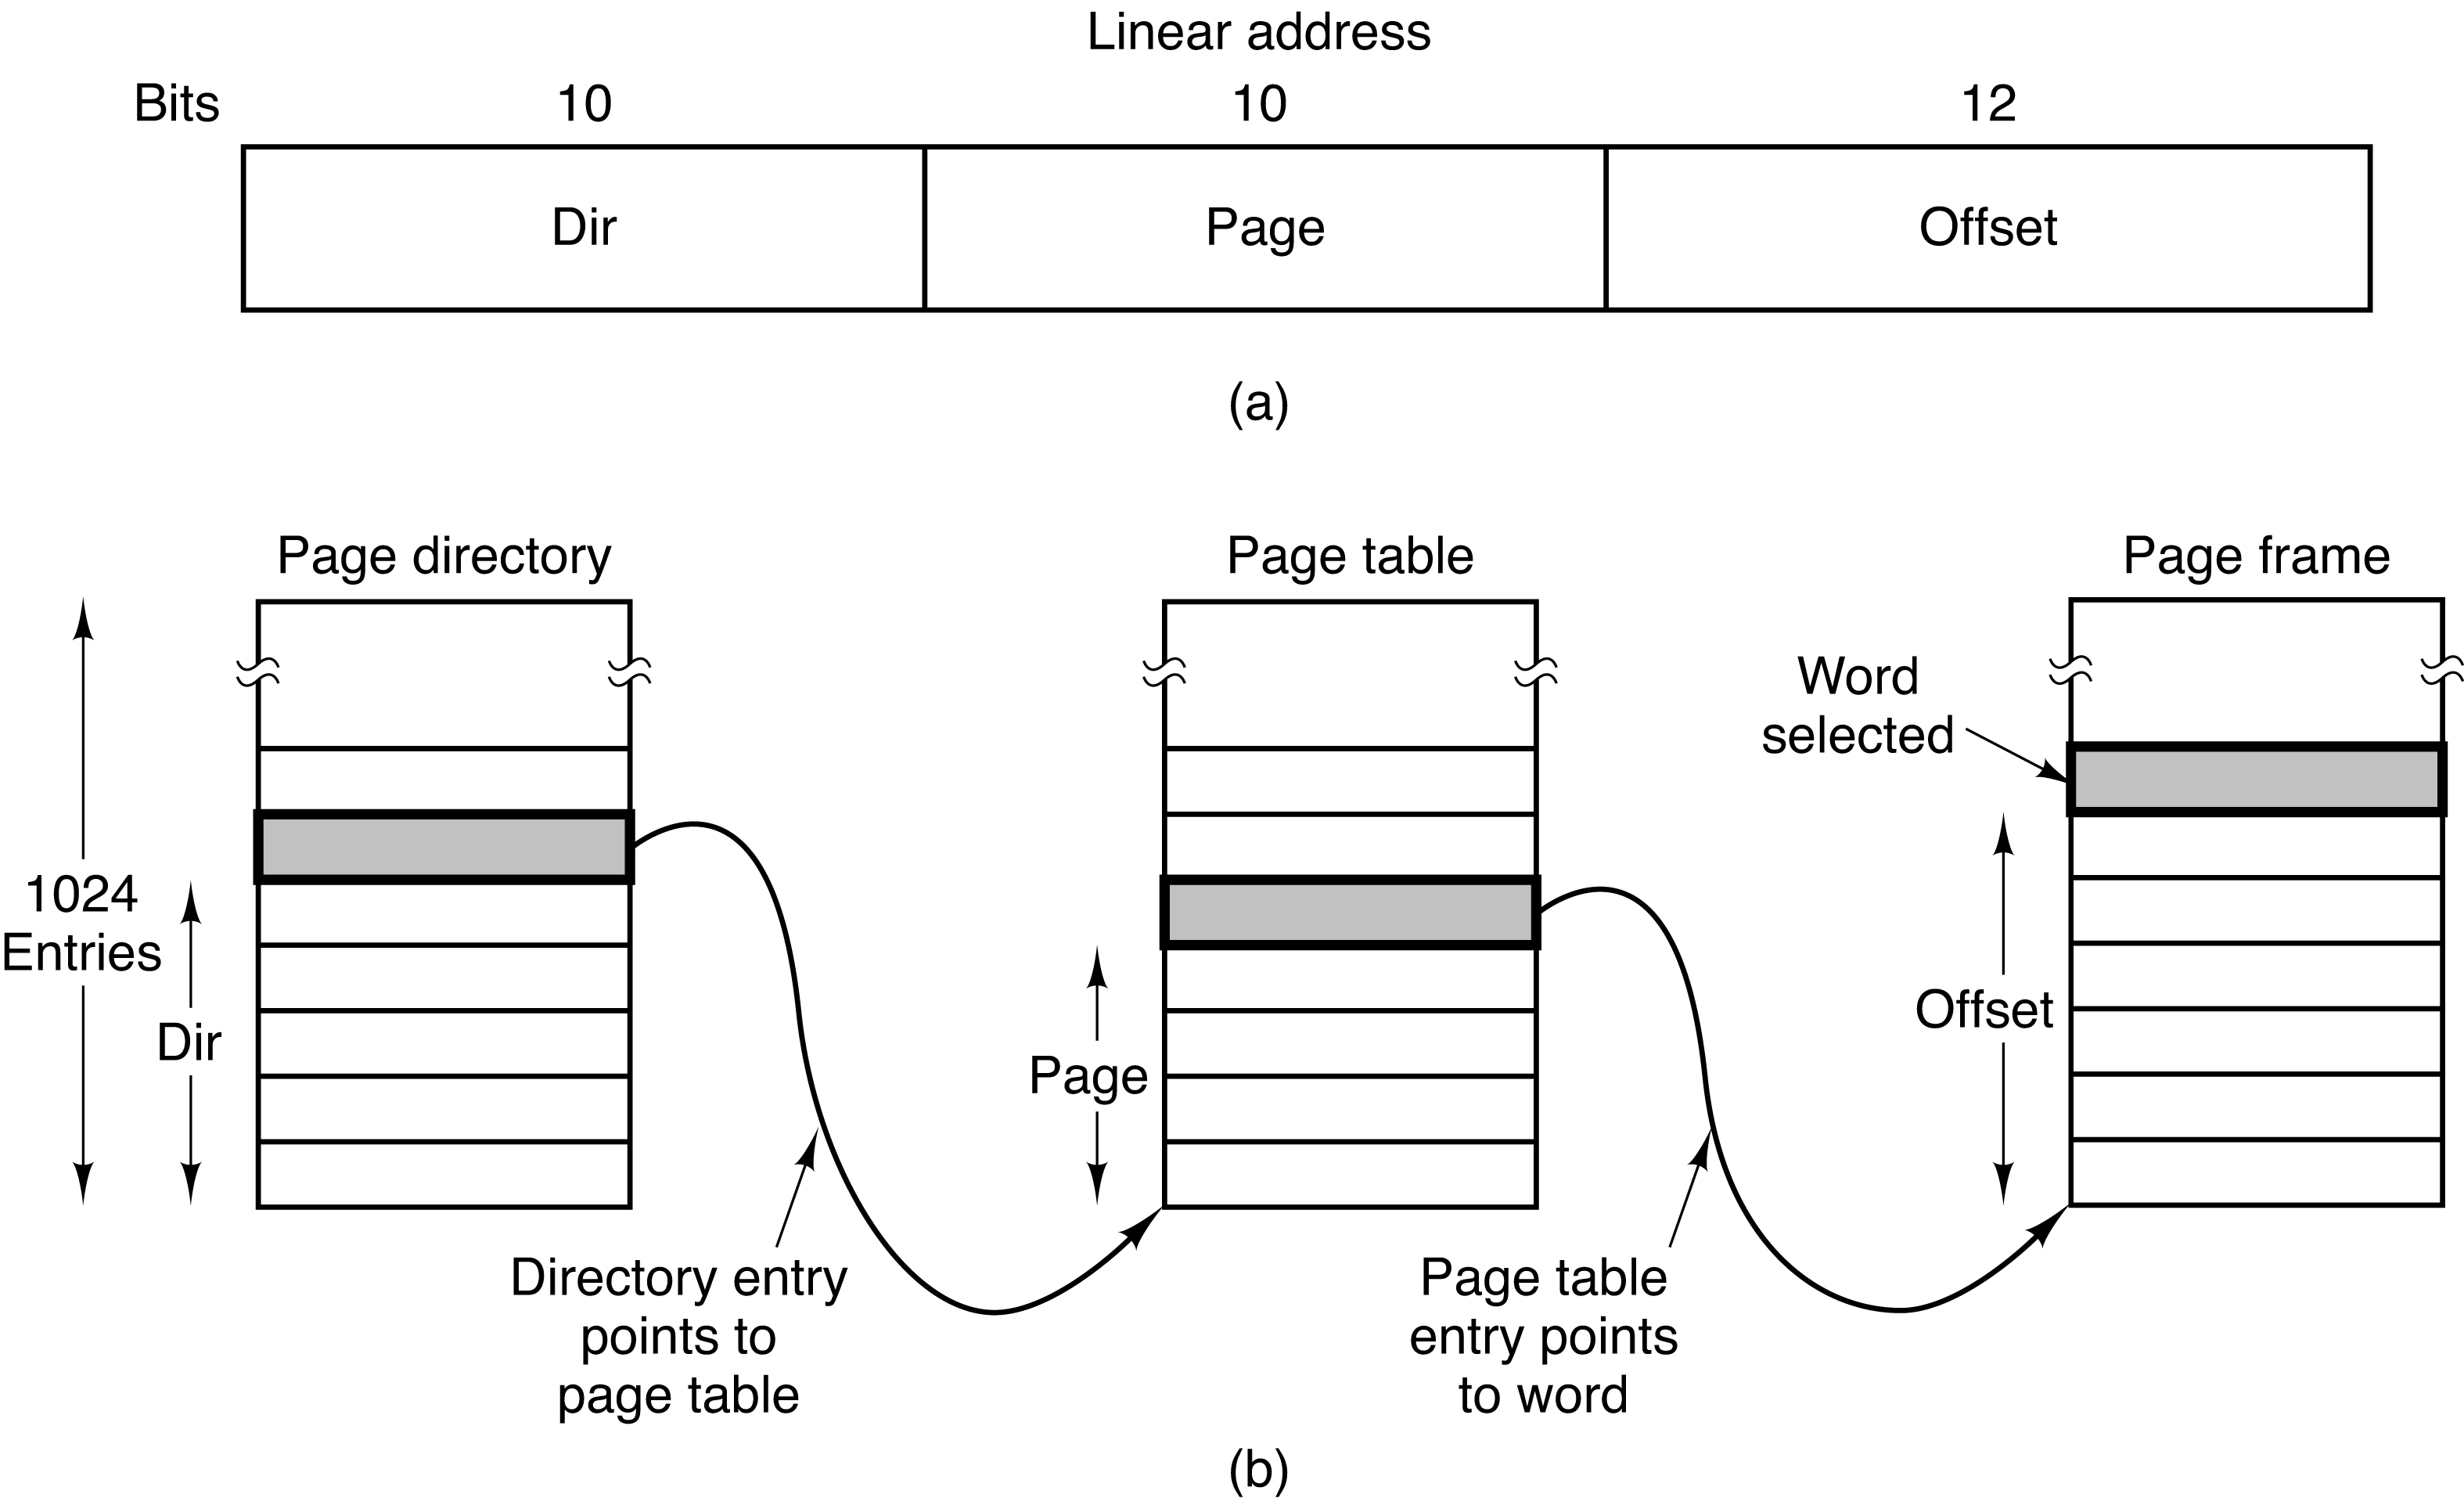 Linear address
Bits 10 10 12
Dir Page Offset
(a)
Page directory Page table Page frame
Word
selected
1024
Entries
Dir
Page
Offset
Directory entry
points to
page table
Page table
entry points
to word
(b)